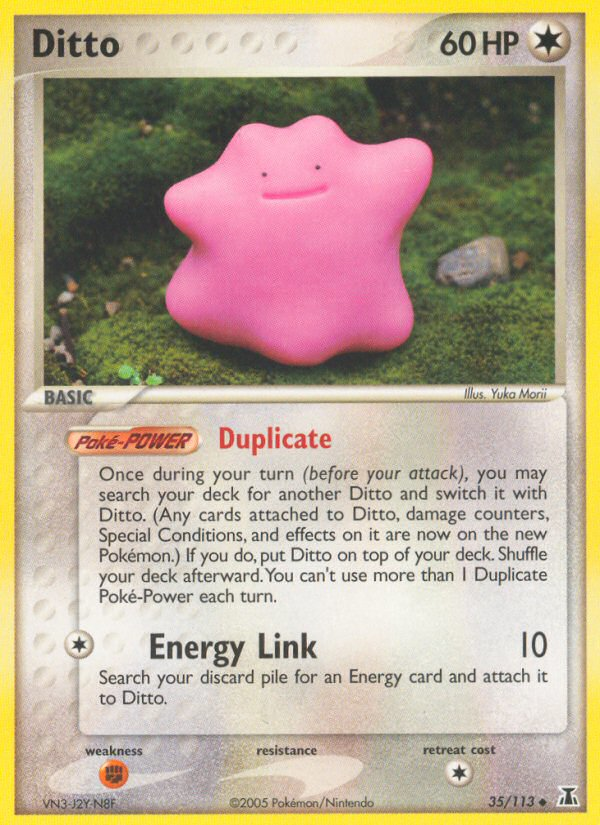 Ditto 60 HP
BASIC
Illus. Yuka Morii
Poké-POWER Duplicate
Once during your turn (before your attack), you may
search your deck for another Ditto and switch it with
Ditto. (Any cards attached to Ditto, damage counters,
Special Conditions, and effects on it are now on the new
Pokémon.) If you do, put Ditto on top of your deck. Shuffle
your deck afterward. You can't use more than 1 Duplicate
Poké-Power each turn.
Energy Link 10
Search your discard pile for an Energy card and attach it
to Ditto.
weakness resistance retreat cost
VN3-J2Y-N8F ©2005 Pokémon/Nintendo 35/113